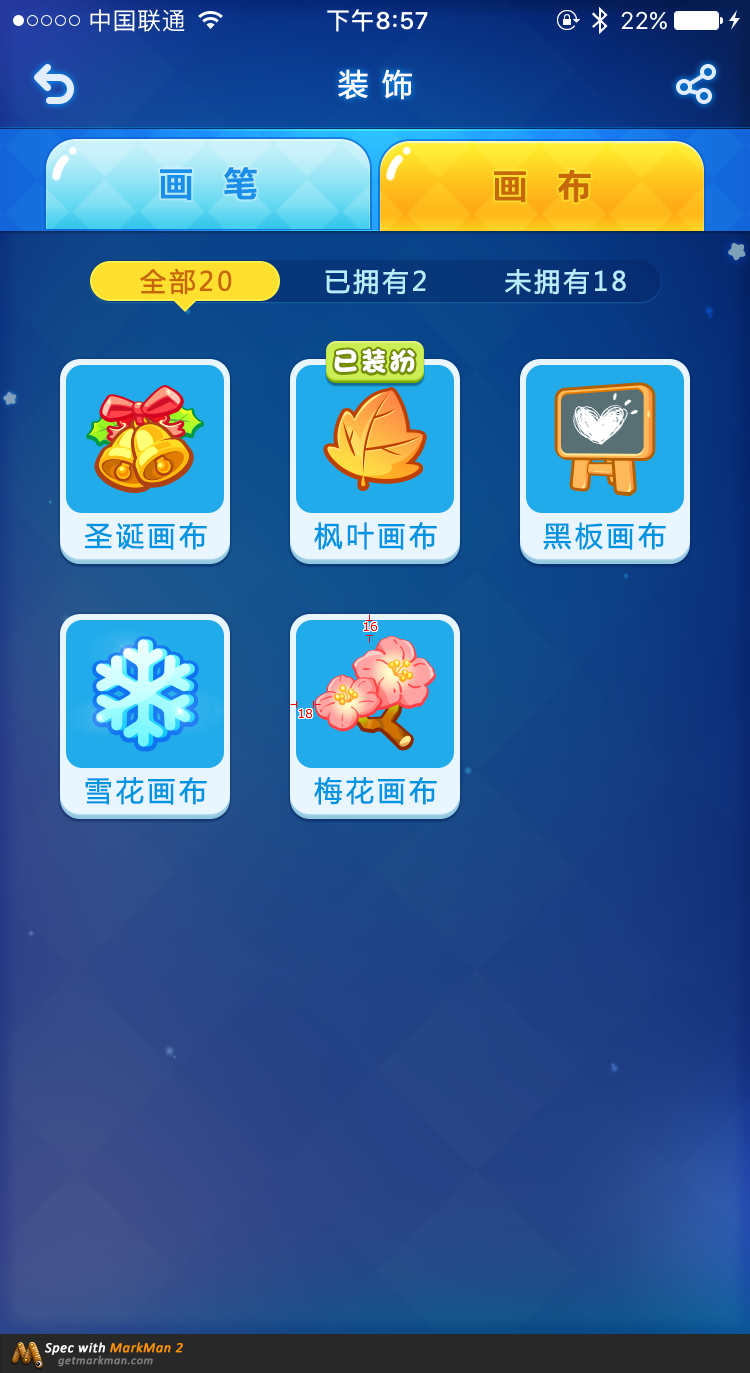 中国联通 下午8:57 22%
装饰
画笔 画布
全部20 已拥有2 未拥有18
已装扮
圣诞画布 枫叶画布 黑板画布
16
18
雪花画布 梅花画布
Spec with MarkMan 2
getmarkman.com